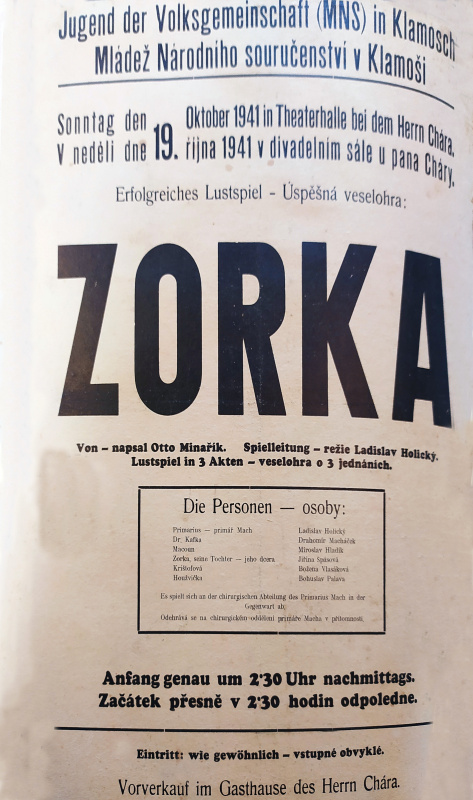 Jugend der Volksgemeinschaft (MNS) in Klamosch
Mládež Národního souručenství v Klamoši
Sonntag den 19. Oktober 1941 in Theaterhalle bei dem Herrn Chára.
V neděli dne 19. října 1941 v divadelním sále u pana Cháry.
Erfolgreiches Lustspiel - Úspěšná veselohra:
ZORKA
Von – napsal Otto Minařík. Spielleitung – režie Ladislav Holický.
Lustspiel in 3 Akten – veselohra o 3 jednáních.
Die Personen — osoby:
Primarius — primář Mach Ladislav Holický
Dr. Kafka Drahomír Macháček
Macoun Miroslav Hladík
Zorka, seine Tochter — jeho dcera Jiřina Spásová
Krištofová Božena Vlasáková
Houžvička Bohuslav Palava
Es spielt sich an der chirurgischen Abteilung des Primarius Mach in der
Gegenwart ab.
Odehrává se na chirurgickém oddělení primáře Macha v přítomnosti.
Anfang genau um 2·30 Uhr nachmittags.
Začátek přesně v 2·30 hodin odpoledne.
Eintritt: wie gewöhnlich – vstupné obvyklé.
Vorverkauf im Gasthause des Herrn Chára.